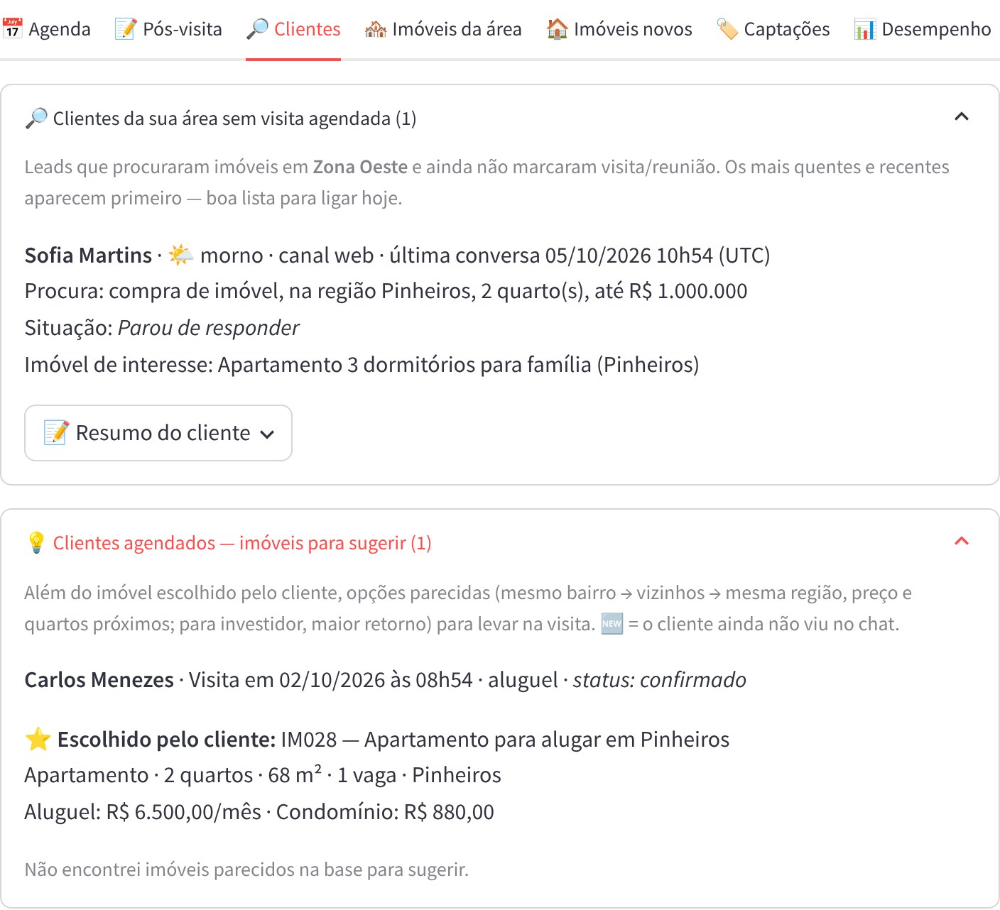 Agenda Pós-visita Clientes Imóveis da área Imóveis novos Captações Desempenho
Clientes da sua área sem visita agendada (1)
Leads que procuraram imóveis em Zona Oeste e ainda não marcaram visita/reunião. Os mais quentes e recentes
aparecem primeiro — boa lista para ligar hoje.
Sofia Martins · 🌤️ morno · canal web · última conversa 05/10/2026 10h54 (UTC)
Procura: compra de imóvel, na região Pinheiros, 2 quarto(s), até R$ 1.000.000
Situação: Parou de responder
Imóvel de interesse: Apartamento 3 dormitórios para família (Pinheiros)
Resumo do cliente
Clientes agendados — imóveis para sugerir (1)
Além do imóvel escolhido pelo cliente, opções parecidas (mesmo bairro → vizinhos → mesma região, preço e
quartos próximos; para investidor, maior retorno) para levar na visita. 🆕 = o cliente ainda não viu no chat.
Carlos Menezes · Visita em 02/10/2026 às 08h54 · aluguel · status: confirmado
⭐ Escolhido pelo cliente: IM028 — Apartamento para alugar em Pinheiros
Apartamento · 2 quartos · 68 m² · 1 vaga · Pinheiros
Aluguel: R$ 6.500,00/mês · Condomínio: R$ 880,00
Não encontrei imóveis parecidos na base para sugerir.